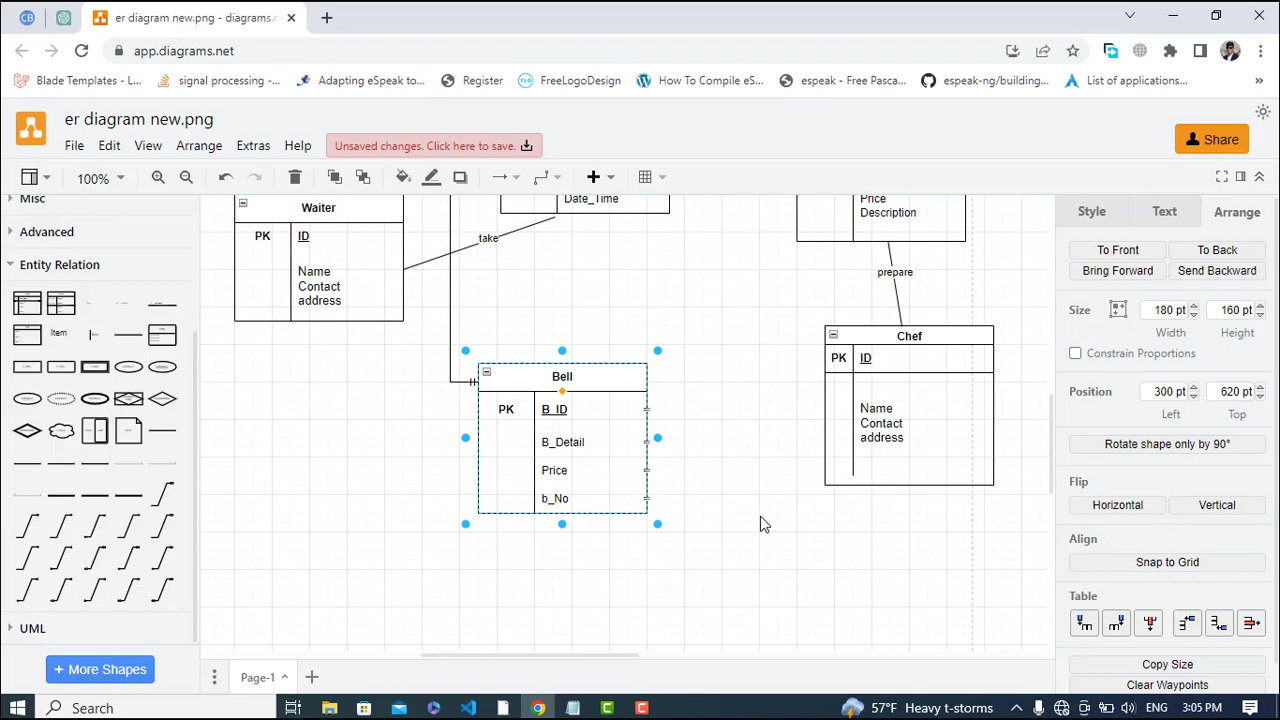 er diagram new.png - diagrams.n
app.diagrams.net
Blade Templates - L...
signal processing -...
Adapting eSpeak to...
Register
FreeLogoDesign
How To Compile eS...
espeak - Free Pasca...
espeak-ng/building...
List of applications...
er diagram new.png
File
Edit
View
Arrange
Extras
Help
Unsaved changes. Click here to save.
Share
100%
Misc
Advanced
Entity Relation
Item
UML
+ More Shapes
Waiter
PK
ID
Name
Contact
address
take
Date_Time
Price
Description
prepare
Chef
PK
ID
Name
Contact
address
Bell
PK
B_ID
B_Detail
Price
b_No
Style
Text
Arrange
To Front
To Back
Bring Forward
Send Backward
Size
180 pt
160 pt
Width
Height
Constrain Proportions
Position
300 pt
620 pt
Left
Top
Rotate shape only by 90°
Flip
Horizontal
Vertical
Align
Snap to Grid
Table
Copy Size
Clear Waypoints
Page-1
Search
57°F Heavy t-storms
ENG
3:05 PM